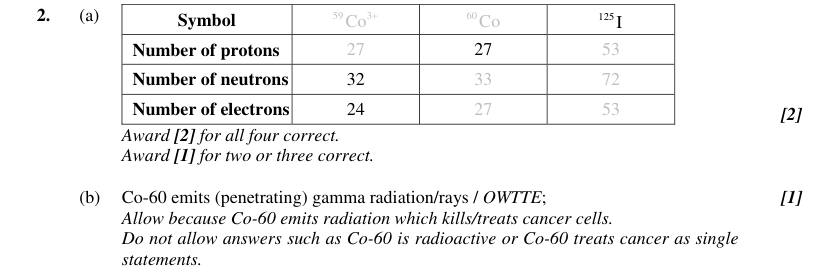 2. (a) Symbol ⁵⁹Co³⁺ ⁶⁰Co ¹²⁵I
Number of protons 27 27 53
Number of neutrons 32 33 72
Number of electrons 24 27 53
[2]
Award [2] for all four correct.
Award [1] for two or three correct.
(b) Co-60 emits (penetrating) gamma radiation/rays / OWTTE; [1]
Allow because Co-60 emits radiation which kills/treats cancer cells.
Do not allow answers such as Co-60 is radioactive or Co-60 treats cancer as single
statements.